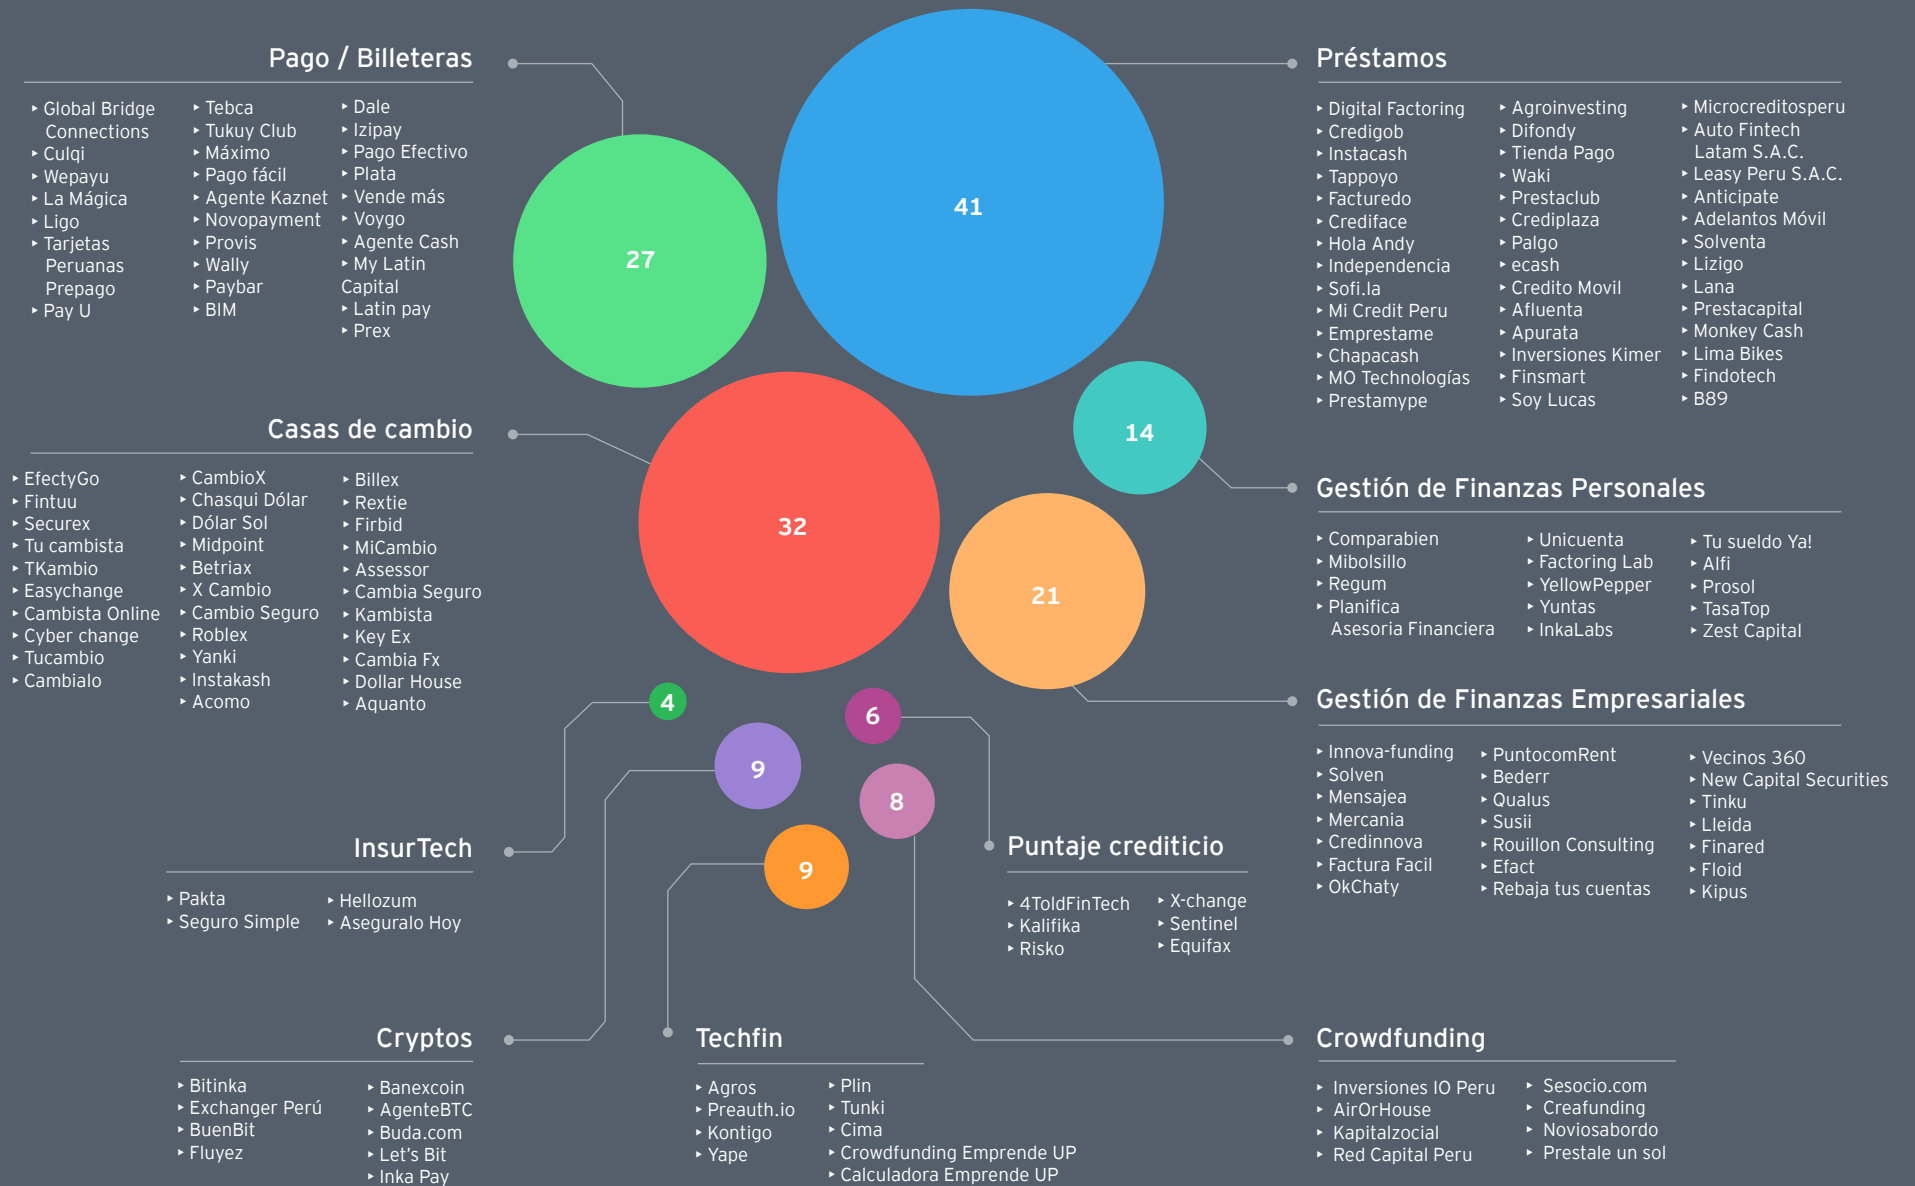 Pago / Billeteras
‣ Global Bridge
Connections
‣ Culqi
‣ Wepayu
‣ La Mágica
‣ Ligo
‣ Tarjetas
Peruanas
Prepago
‣ Pay U
‣ Tebca
‣ Tukuy Club
‣ Máximo
‣ Pago fácil
‣ Agente Kaznet
‣ Novopayment
‣ Provis
‣ Wally
‣ Paybar
‣ BIM
‣ Dale
‣ Izipay
‣ Pago Efectivo
‣ Plata
‣ Vende más
‣ Voygo
‣ Agente Cash
‣ My Latin
Capital
‣ Latin pay
‣ Prex
27
41
Préstamos
‣ Digital Factoring
‣ Credigob
‣ Instacash
‣ Tappoyo
‣ Facturedo
‣ Crediface
‣ Hola Andy
‣ Independencia
‣ Sofi.la
‣ Mi Credit Peru
‣ Emprestame
‣ Chapacash
‣ MO Technologías
‣ Prestamype
‣ Agroinvesting
‣ Difondy
‣ Tienda Pago
‣ Waki
‣ Prestaclub
‣ Crediplaza
‣ Palgo
‣ ecash
‣ Credito Movil
‣ Afluenta
‣ Apurata
‣ Inversiones Kimer
‣ Finsmart
‣ Soy Lucas
‣ Microcreditosperu
‣ Auto Fintech
Latam S.A.C.
‣ Leasy Peru S.A.C.
‣ Anticipate
‣ Adelantos Móvil
‣ Solventa
‣ Lizigo
‣ Lana
‣ Prestacapital
‣ Monkey Cash
‣ Lima Bikes
‣ Findotech
‣ B89
Casas de cambio
‣ EfectyGo
‣ Fintuu
‣ Securex
‣ Tu cambista
‣ TKambio
‣ Easychange
‣ Cambista Online
‣ Cyber change
‣ Tucambio
‣ Cambialo
‣ CambioX
‣ Chasqui Dólar
‣ Dólar Sol
‣ Midpoint
‣ Betriax
‣ X Cambio
‣ Cambio Seguro
‣ Roblex
‣ Yanki
‣ Instakash
‣ Acomo
‣ Billex
‣ Rextie
‣ Firbid
‣ MiCambio
‣ Assessor
‣ Cambia Seguro
‣ Kambista
‣ Key Ex
‣ Cambia Fx
‣ Dollar House
‣ Aquanto
32
14
21
Gestión de Finanzas Personales
‣ Comparabien
‣ Mibolsillo
‣ Regum
‣ Planifica
Asesoria Financiera
‣ Unicuenta
‣ Factoring Lab
‣ YellowPepper
‣ Yuntas
‣ InkaLabs
‣ Tu sueldo Ya!
‣ Alfi
‣ Prosol
‣ TasaTop
‣ Zest Capital
Gestión de Finanzas Empresariales
‣ Innova-funding
‣ Solven
‣ Mensajea
‣ Mercania
‣ Credinnova
‣ Factura Facil
‣ OkChaty
‣ PuntocomRent
‣ Bederr
‣ Qualus
‣ Susii
‣ Rouillon Consulting
‣ Efact
‣ Rebaja tus cuentas
‣ Vecinos 360
‣ New Capital Securities
‣ Tinku
‣ Lleida
‣ Finared
‣ Floid
‣ Kipus
4
6
9
8
9
InsurTech
‣ Pakta
‣ Seguro Simple
‣ Hellozum
‣ Aseguralo Hoy
Puntaje crediticio
‣ 4ToldFinTech
‣ Kalifika
‣ Risko
‣ X-change
‣ Sentinel
‣ Equifax
Cryptos
‣ Bitinka
‣ Exchanger Perú
‣ BuenBit
‣ Fluyez
‣ Banexcoin
‣ AgenteBTC
‣ Buda.com
‣ Let's Bit
‣ Inka Pay
Techfin
‣ Agros
‣ Preauth.io
‣ Kontigo
‣ Yape
‣ Plin
‣ Tunki
‣ Cima
‣ Crowdfunding Emprende UP
‣ Calculadora Emprende UP
Crowdfunding
‣ Inversiones IO Peru
‣ AirOrHouse
‣ Kapitalzocial
‣ Red Capital Peru
‣ Sesocio.com
‣ Creafunding
‣ Noviosabordo
‣ Prestale un sol